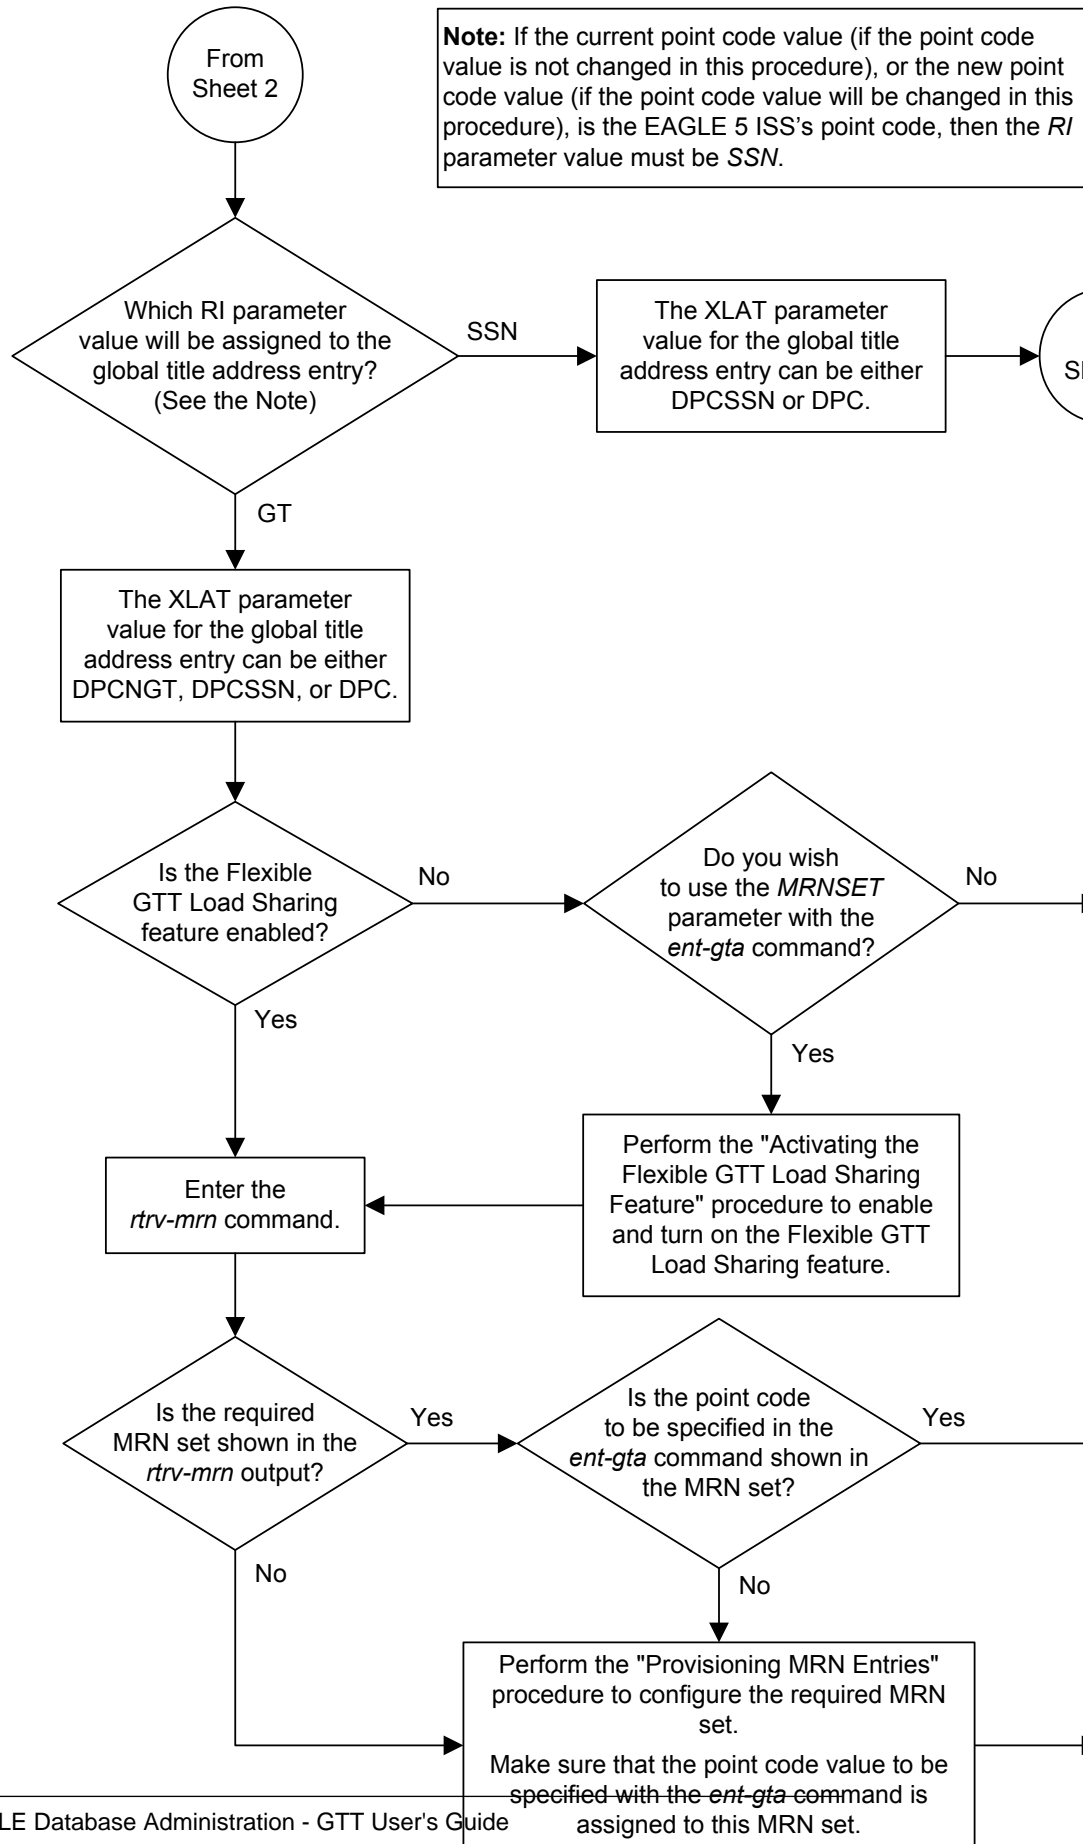 From
Sheet 2
Note: If the current point code value (if the point code
value is not changed in this procedure), or the new point
code value (if the point code value will be changed in this
procedure), is the EAGLE 5 ISS's point code, then the RI
parameter value must be SSN.
Which RI parameter
value will be assigned to the
global title address entry?
(See the Note)
SSN
The XLAT parameter
value for the global title
address entry can be either
DPCSSN or DPC.
GT
The XLAT parameter
value for the global title
address entry can be either
DPCNGT, DPCSSN, or DPC.
Is the Flexible
GTT Load Sharing
feature enabled?
No
Do you wish
to use the MRNSET
parameter with the
ent-gta command?
No
Yes
Yes
Perform the "Activating the
Flexible GTT Load Sharing
Feature" procedure to enable
and turn on the Flexible GTT
Load Sharing feature.
Enter the
rtrv-mrn command.
Is the required
MRN set shown in the
rtrv-mrn output?
Yes
Is the point code
to be specified in the
ent-gta command shown in
the MRN set?
Yes
No
No
Perform the "Provisioning MRN Entries"
procedure to configure the required MRN
set.
Make sure that the point code value to be
specified with the ent-gta command is
assigned to this MRN set.
LE Database Administration - GTT User's Guide